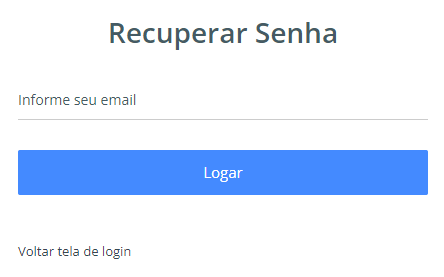 Recuperar Senha
Informe seu email
Logar
Voltar tela de login